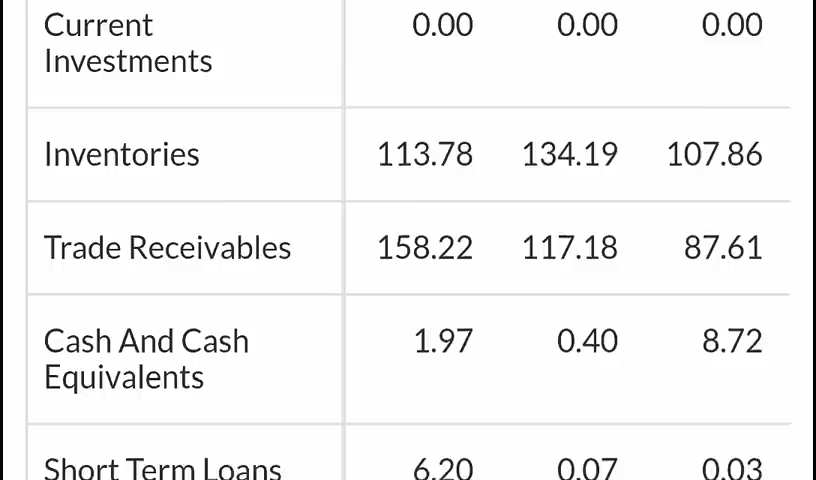 Current 0.00 0.00 0.00
Investments
Inventories 113.78 134.19 107.86
Trade Receivables 158.22 117.18 87.61
Cash And Cash 1.97 0.40 8.72
Equivalents
Short Term Loans 6.20 0.07 0.03